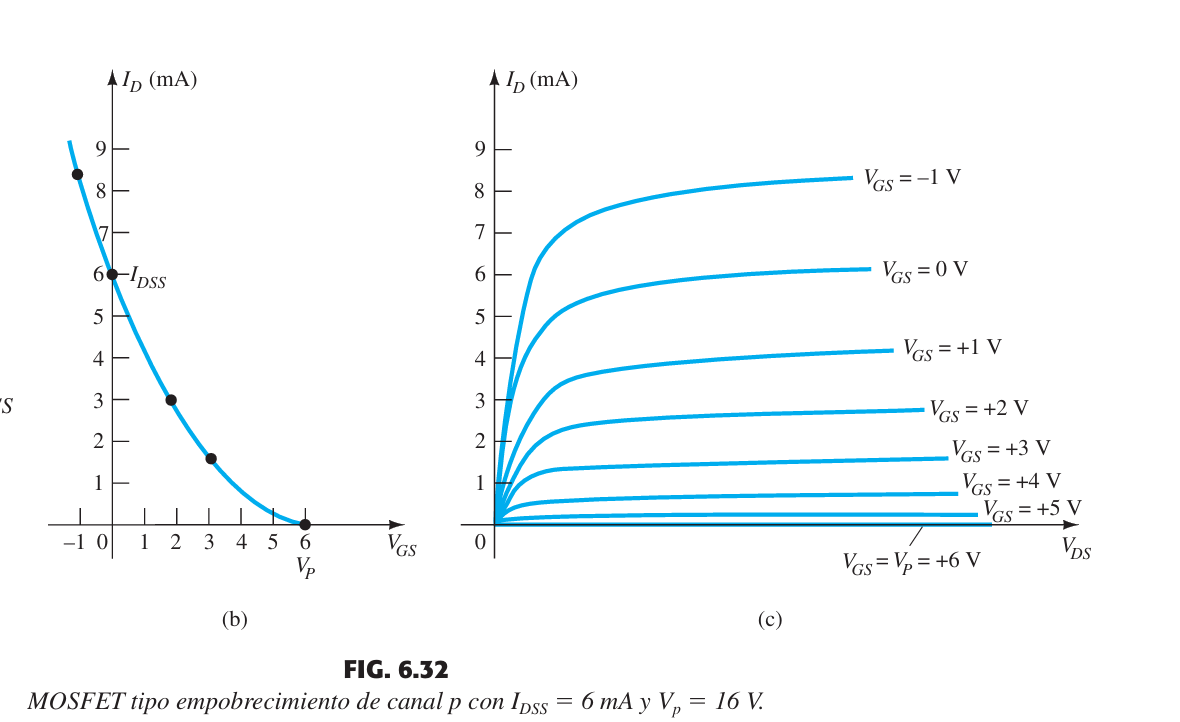 I_D (mA)
9
8
7
6 I_DSS
5
4
3
2
1
–1 0 1 2 3 4 5 6 V_GS
V_P
(b)
I_D (mA)
9
8
7
6
5
4
3
2
1
0
V_GS = –1 V
V_GS = 0 V
V_GS = +1 V
V_GS = +2 V
V_GS = +3 V
V_GS = +4 V
V_GS = +5 V
V_DS
V_GS = V_P = +6 V
(c)
FIG. 6.32
MOSFET tipo empobrecimiento de canal p con I_DSS = 6 mA y V_p = 16 V.